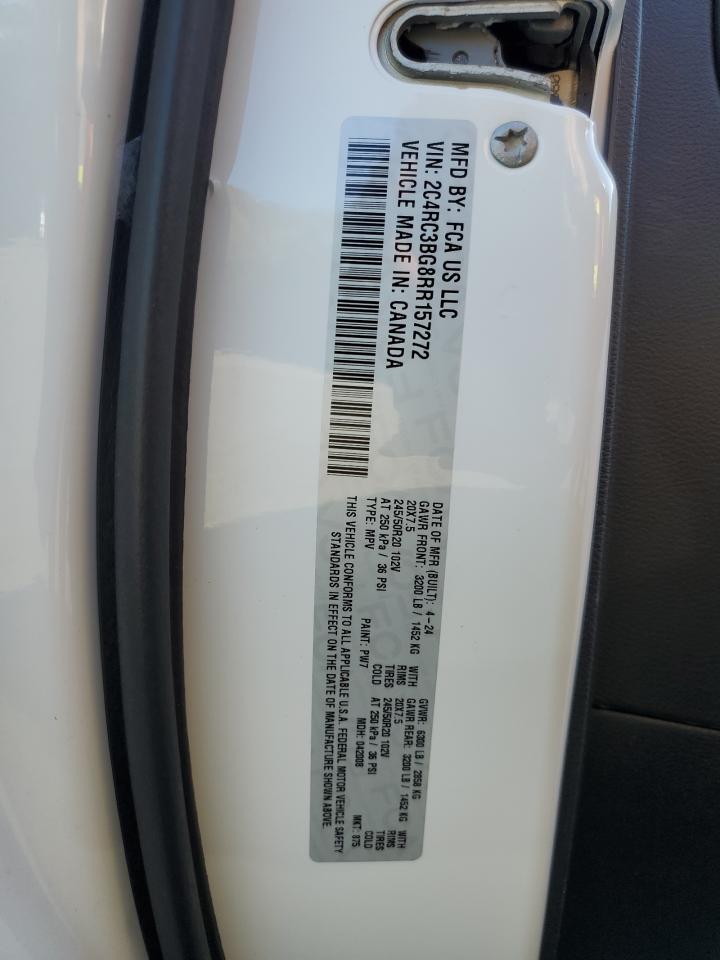 MFD BY: FCA US LLC
VIN: 2C4RC3BG8RR157272
VEHICLE MADE IN: CANADA
DATE OF MFR (BUILT): 4-24 GVWR: 6300 LB / 2858 KG
GAWR FRONT: 3200 LB / 1452 KG WITH GAWR REAR: 3200 LB / 1452 KG WITH
20X7.5 RIMS 20X7.5 RIMS
245/50R20 102V TIRES 245/50R20 102V TIRES
AT 250 kPa / 36 PSI COLD AT 250 kPa / 36 PSI COLD
TYPE: MPV PAINT: PW7 MDH: 042008 MKT: 875
THIS VEHICLE CONFORMS TO ALL APPLICABLE U.S.A. FEDERAL MOTOR VEHICLE SAFETY
STANDARDS IN EFFECT ON THE DATE OF MANUFACTURE SHOWN ABOVE.